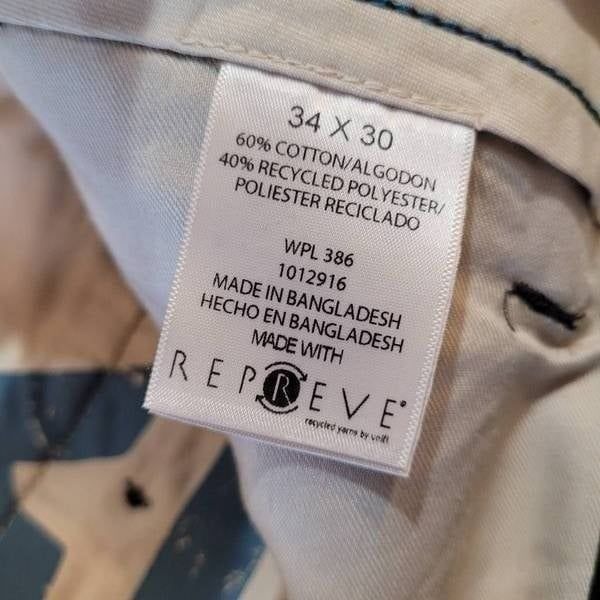 34 X 30
60% COTTON/ALGODON
40% RECYCLED POLYESTER/
POLIESTER RECICLADO
WPL 386
1012916
MADE IN BANGLADESH
HECHO EN BANGLADESH
MADE WITH
REPREVE®
recycled yarns by unifi